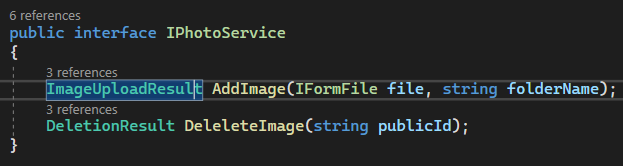 6 references
public interface IPhotoService
{
3 references
ImageUploadResult AddImage(IFormFile file, string folderName);
3 references
DeletionResult DeleleteImage(string publicId);